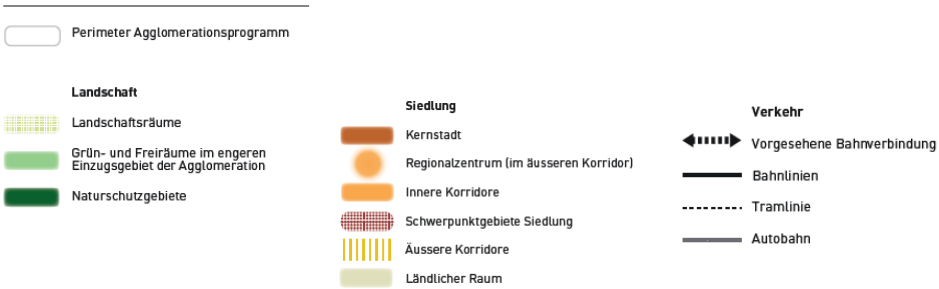 Perimeter Agglomerationsprogramm
Landschaft
Landschaftsräume
Grün- und Freiräume im engeren
Einzugsgebiet der Agglomeration
Naturschutzgebiete
Siedlung
Kernstadt
Regionalzentrum (im äusseren Korridor)
Innere Korridore
Schwerpunktgebiete Siedlung
Äussere Korridore
Ländlicher Raum
Verkehr
Vorgesehene Bahnverbindung
Bahnlinien
Tramlinie
Autobahn